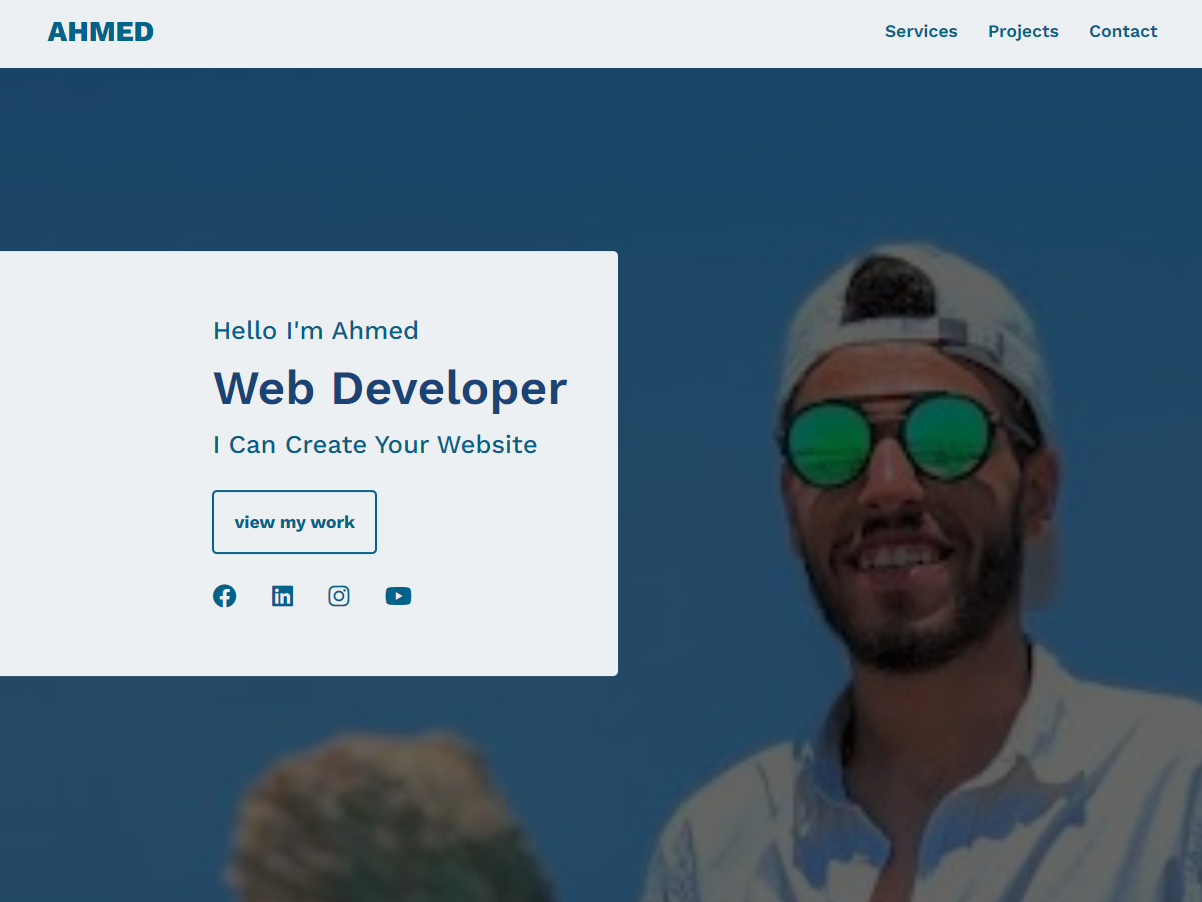 AHMED
Services Projects Contact
Hello I'm Ahmed
Web Developer
I Can Create Your Website
view my work